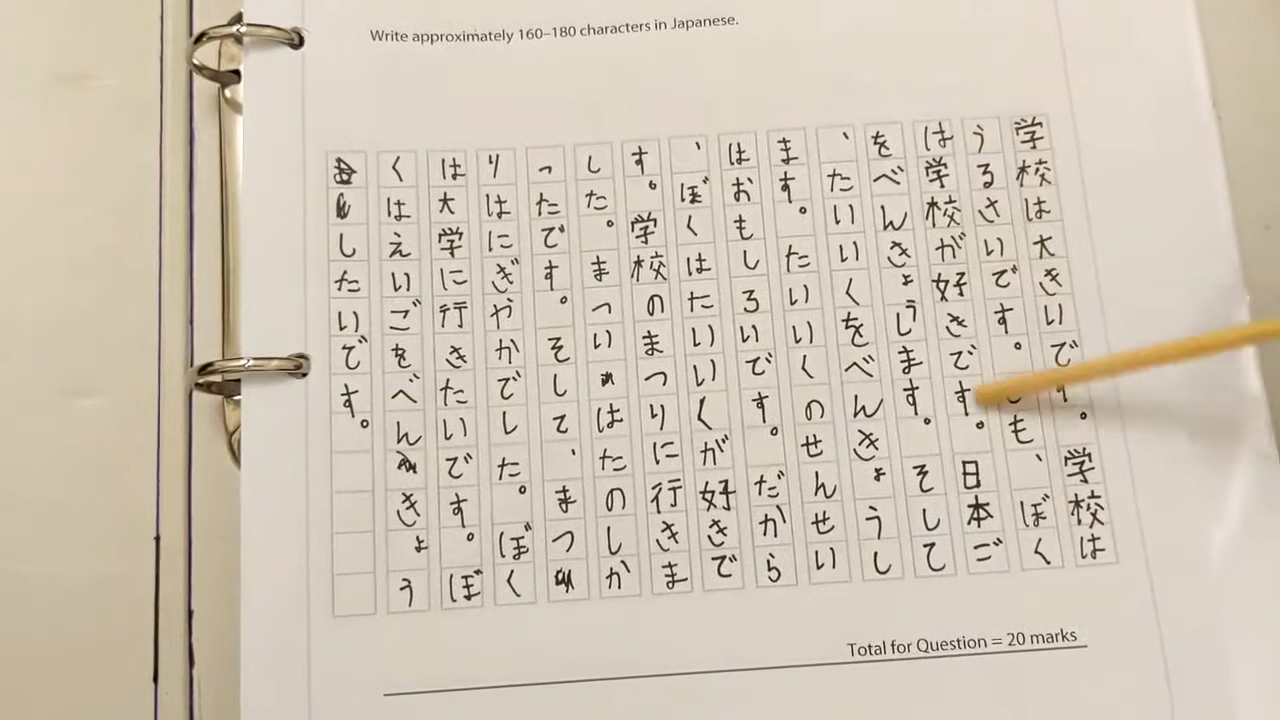 Write approximately 160–180 characters in Japanese.
学校は大きいです。学校は
うるさいです。でも、ぼく
は学校が好きです。日本ご
をべんきょうします。そして
、たいいくをべんきょうし
ます。たいいくのせんせい
はおもしろいです。だから
、ぼくはたいいくが好きで
す。学校のまつりに行きま
した。まつりはたのしか
ったです。そして、まつ
りはにぎやかでした。ぼく
は大学に行きたいです。ぼ
くはえいごをべんきょう
したいです。
Total for Question = 20 marks